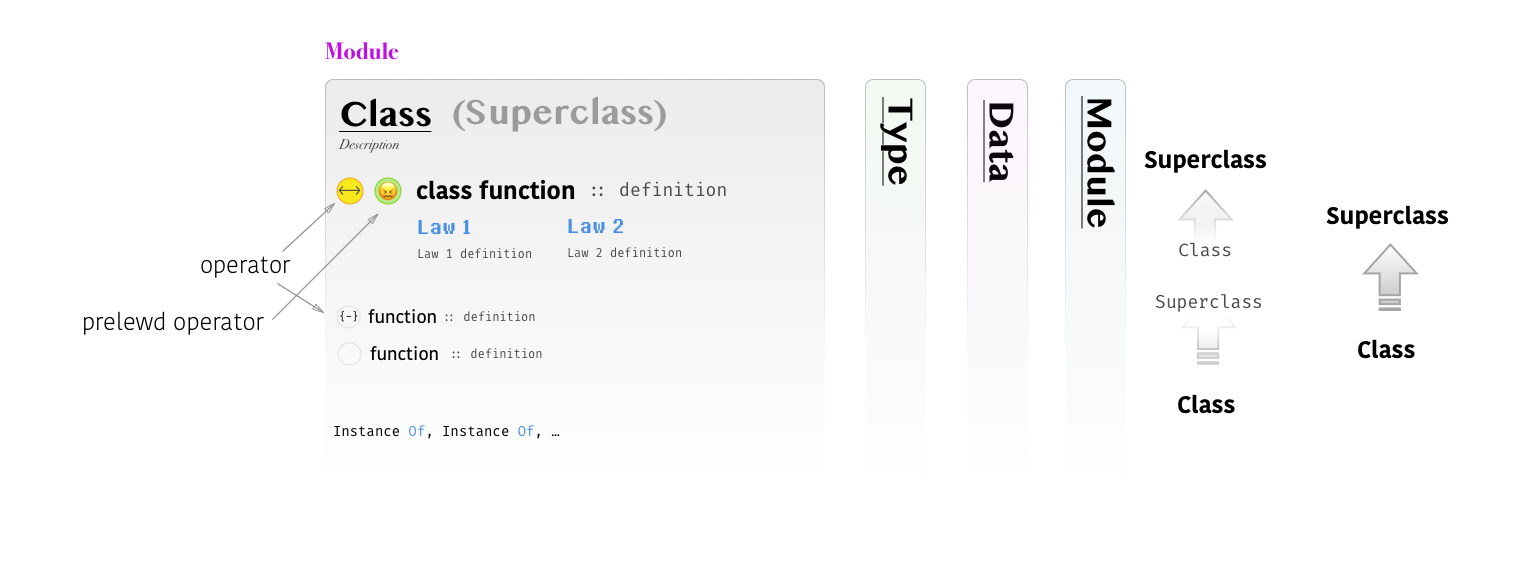 Module
Class (Superclass)
Description
class function :: definition
Law 1
Law 2
Law 1 definition
Law 2 definition
operator
prelewd operator
{-} function :: definition
function :: definition
Instance Of, Instance Of, …
Type
Data
Module
Superclass
Class
Superclass
Class
Superclass
Class